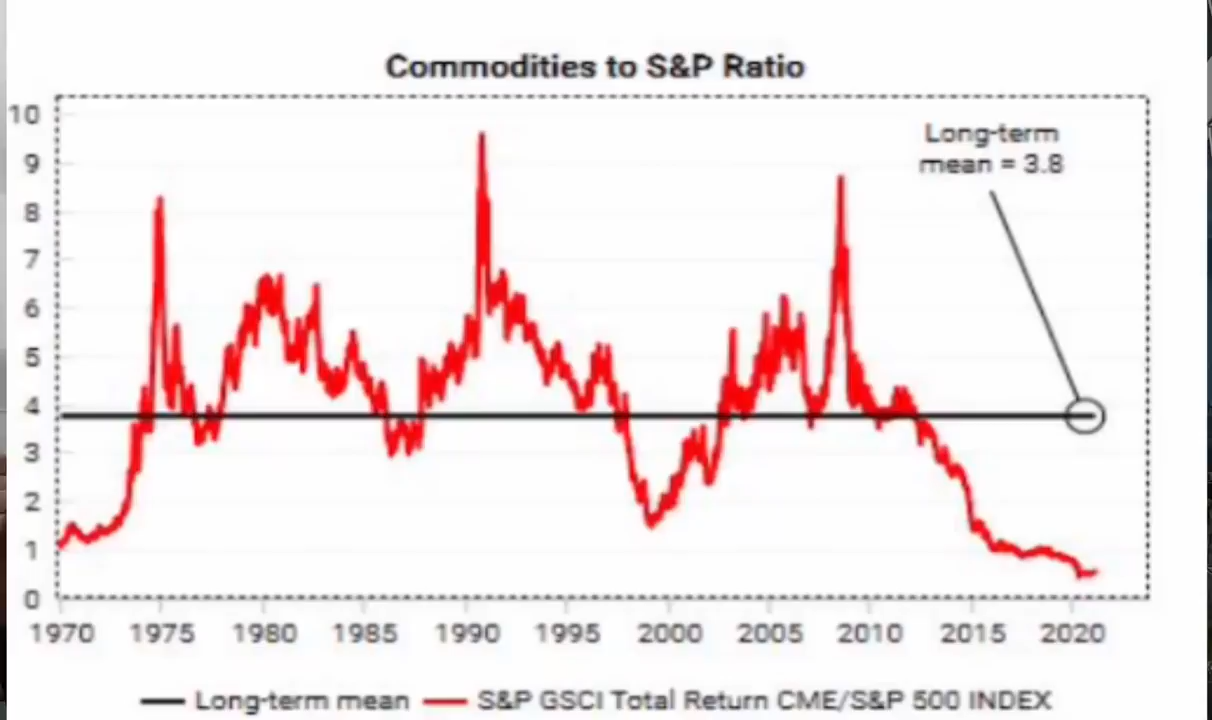 Commodities to S&P Ratio
10
9
8
7
6
5
4
3
2
1
0
Long-term
mean = 3.8
1970 1975 1980 1985 1990 1995 2000 2005 2010 2015 2020
Long-term mean S&P GSCI Total Return CME/S&P 500 INDEX